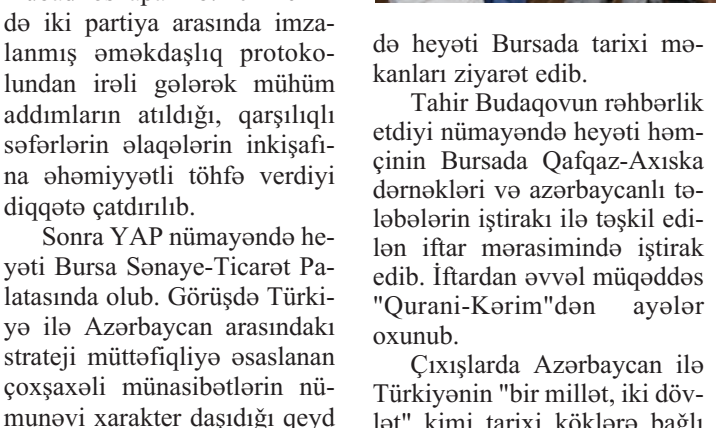 də iki partiya arasında imza-
lanmış əməkdaşlıq protoko-
lundan irəli gələrək mühüm
addımların atıldığı, qarşılıqlı
səfərlərin əlaqələrin inkişafı-
na əhəmiyyətli töhfə verdiyi
diqqətə çatdırılıb.
Sonra YAP nümayəndə he-
yəti Bursa Sənaye-Ticarət Pa-
latasında olub. Görüşdə Türki-
yə ilə Azərbaycan arasındakı
strateji müttəfiqliyə əsaslanan
çoxşaxəli münasibətlərin nü-
munəvi xarakter daşıdığı qeyd
də heyəti Bursada tarixi mə-
kanları ziyarət edib.
Tahir Budaqovun rəhbərlik
etdiyi nümayəndə heyəti həm-
çinin Bursada Qafqaz-Axıska
dərnəkləri və azərbaycanlı tə-
ləbələrin iştirakı ilə təşkil edi-
lən iftar mərasimində iştirak
edib. İftardan əvvəl müqəddəs
"Qurani-Kərim"dən ayələr
oxunub.
Çıxışlarda Azərbaycan ilə
Türkiyənin "bir millət, iki döv-
lət" kimi tarixi köklərə bağlı